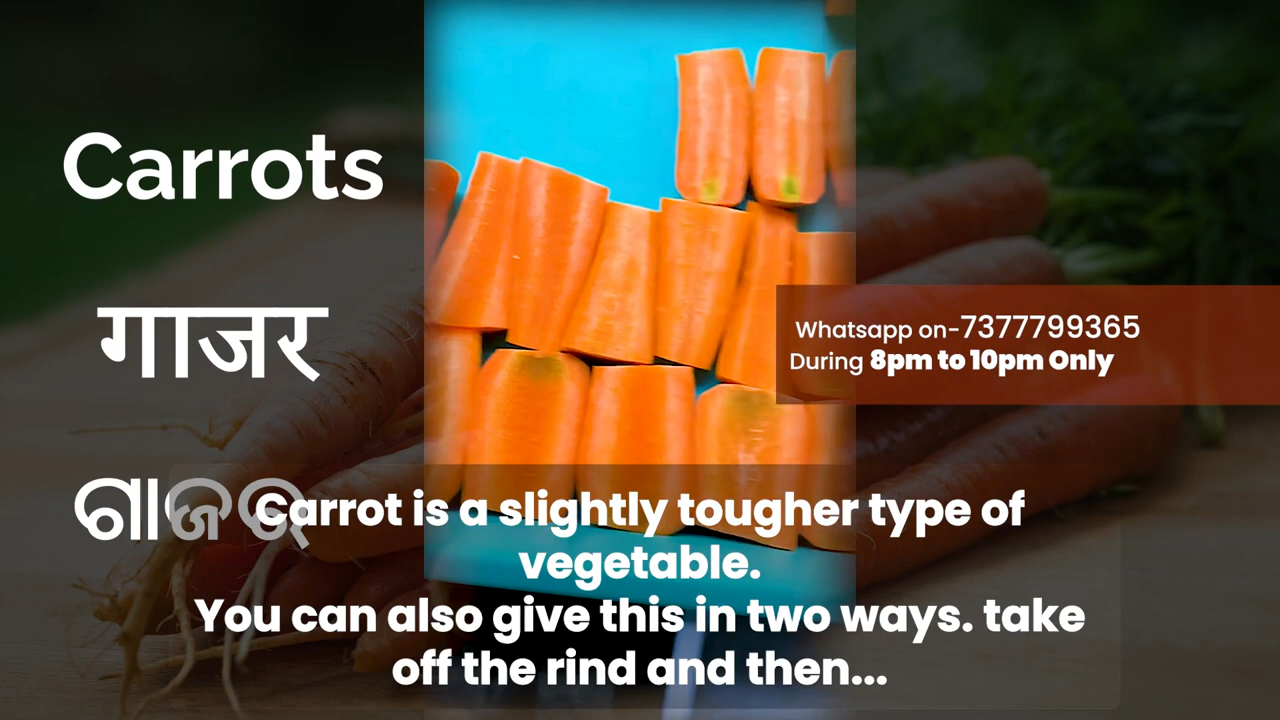 Carrots
गाजर
ଗାଜର୍
Whatsapp on-7377799365
During 8pm to 10pm Only
Carrot is a slightly tougher type of
vegetable.
You can also give this in two ways. take
off the rind and then...